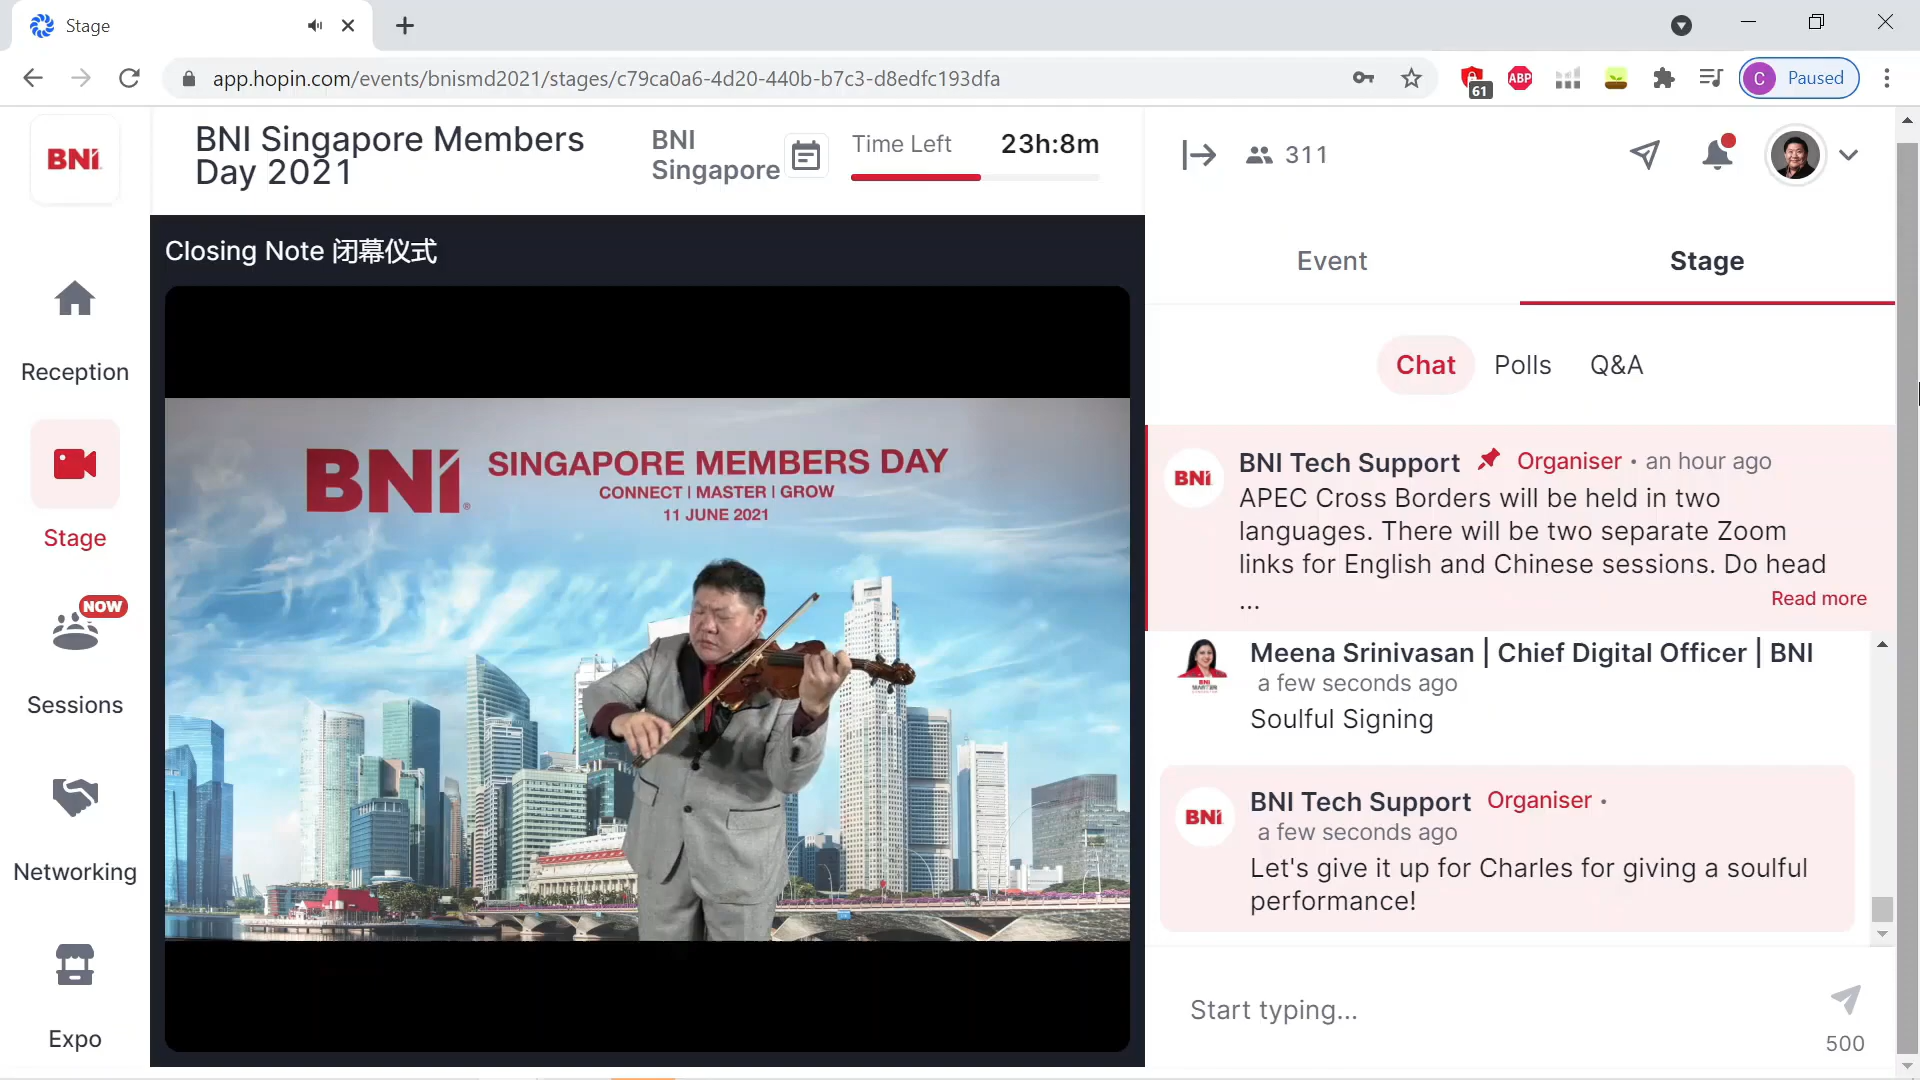 Stage
app.hopin.com/events/bnismd2021/stages/c79ca0a6-4d20-440b-b7c3-d8edfc193dfa
61
ABP
C
Paused
BNI
BNI Singapore Members
Day 2021
BNI
Singapore
Time Left
23h:8m
311
Reception
Stage
NOW
Sessions
Networking
Expo
Closing Note 闭幕仪式
BNI®
SINGAPORE MEMBERS DAY
CONNECT | MASTER | GROW
11 JUNE 2021
Event
Stage
Chat
Polls
Q&A
BNI
BNI Tech Support
Organiser • an hour ago
APEC Cross Borders will be held in two
languages. There will be two separate Zoom
links for English and Chinese sessions. Do head
...
Read more
Meena Srinivasan | Chief Digital Officer | BNI
a few seconds ago
Soulful Signing
BNI
BNI Tech Support Organiser •
a few seconds ago
Let's give it up for Charles for giving a soulful
performance!
Start typing...
500